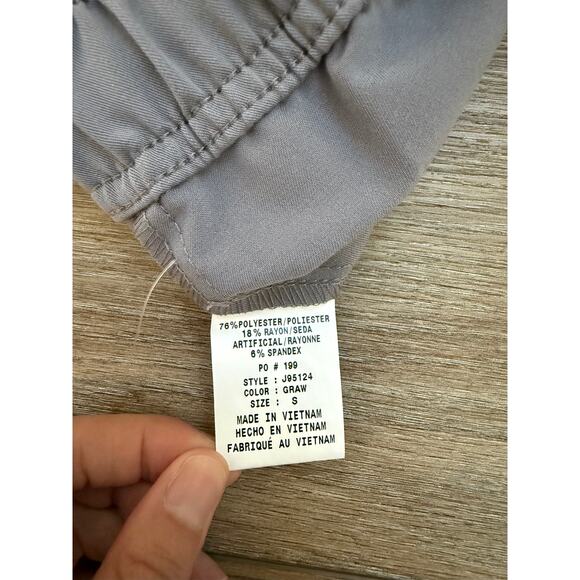 76%POLYESTER/POLIESTER
18% RAYON/SEDA
ARTIFICIAL/RAYONNE
6% SPANDEX
PO # 199
STYLE : J95124
COLOR : GRAW
SIZE : S
MADE IN VIETNAM
HECHO EN VIETNAM
FABRIQUÉ AU VIETNAM